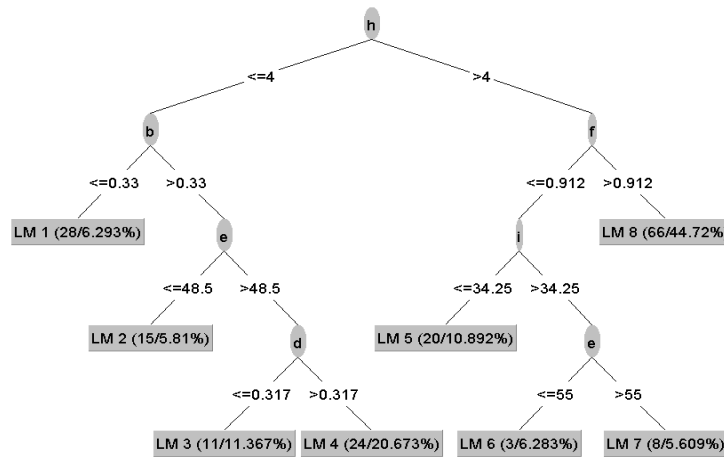 h
<=4 >4
b f
<=0.33 >0.33 <=0.912 >0.912
LM 1 (28/6.293%) e i LM 8 (66/44.72%
<=48.5 >48.5 <=34.25 >34.25
LM 2 (15/5.81%) d LM 5 (20/10.892%) e
<=0.317 >0.317 <=55 >55
LM 3 (11/11.367%) LM 4 (24/20.673%) LM 6 (3/6.283%) LM 7 (8/5.609%)